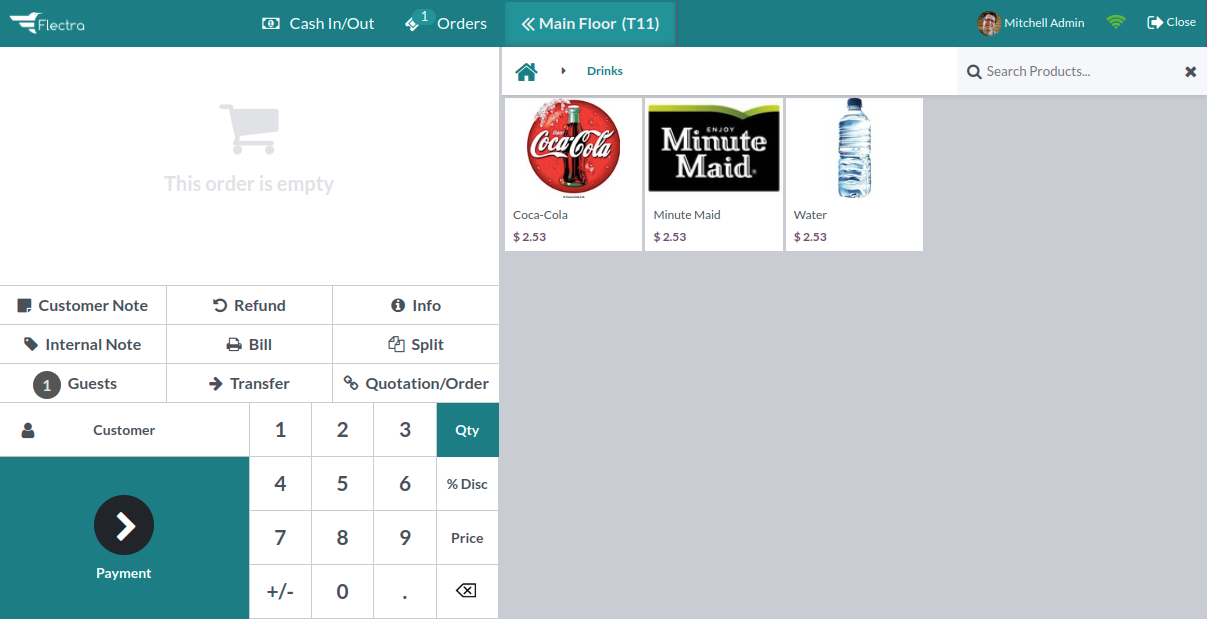 Flectra
Cash In/Out
1
Orders
Main Floor (T11)
Mitchell Admin
Close
Drinks
Search Products...
This order is empty
Coca-Cola
ENJOY
Minute
Maid
Coca-Cola
$ 2.53
Minute Maid
$ 2.53
Water
$ 2.53
Customer Note
Refund
Info
Internal Note
Bill
Split
1 Guests
Transfer
Quotation/Order
Customer
1
2
3
Qty
4
5
6
% Disc
7
8
9
Price
+/-
0
.
Payment